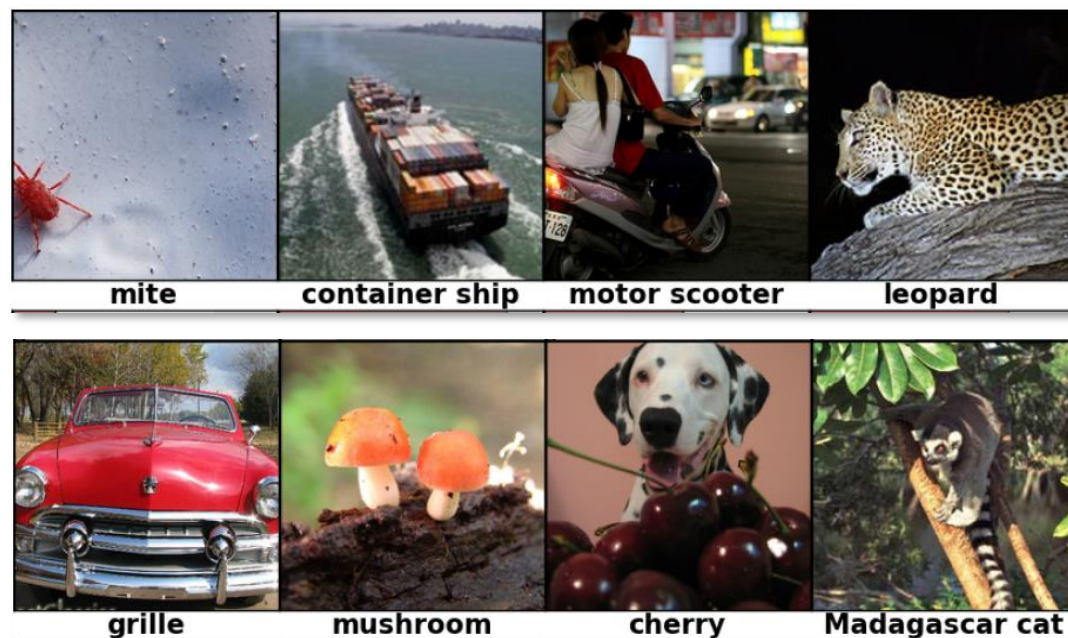 mite
container ship
motor scooter
leopard
grille
mushroom
cherry
Madagascar cat